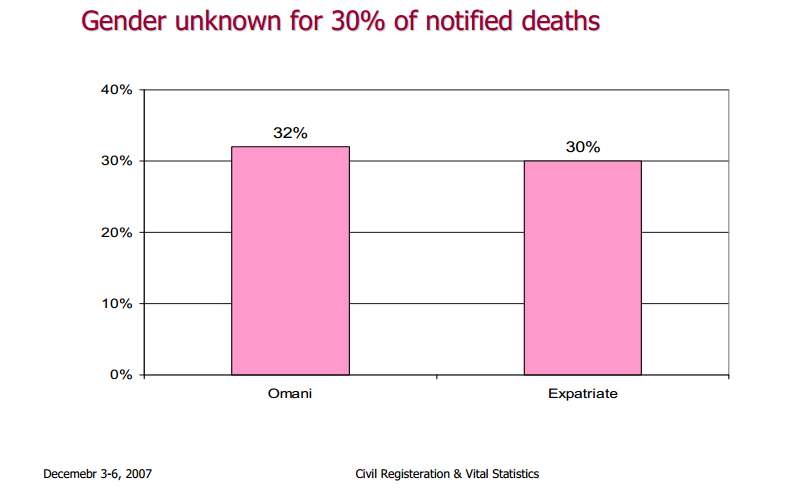 Gender unknown for 30% of notified deaths
40%
32%
30%
30%
20%
10%
0%
Omani
Expatriate
Decemebr 3-6, 2007
Civil Registeration & Vital Statistics